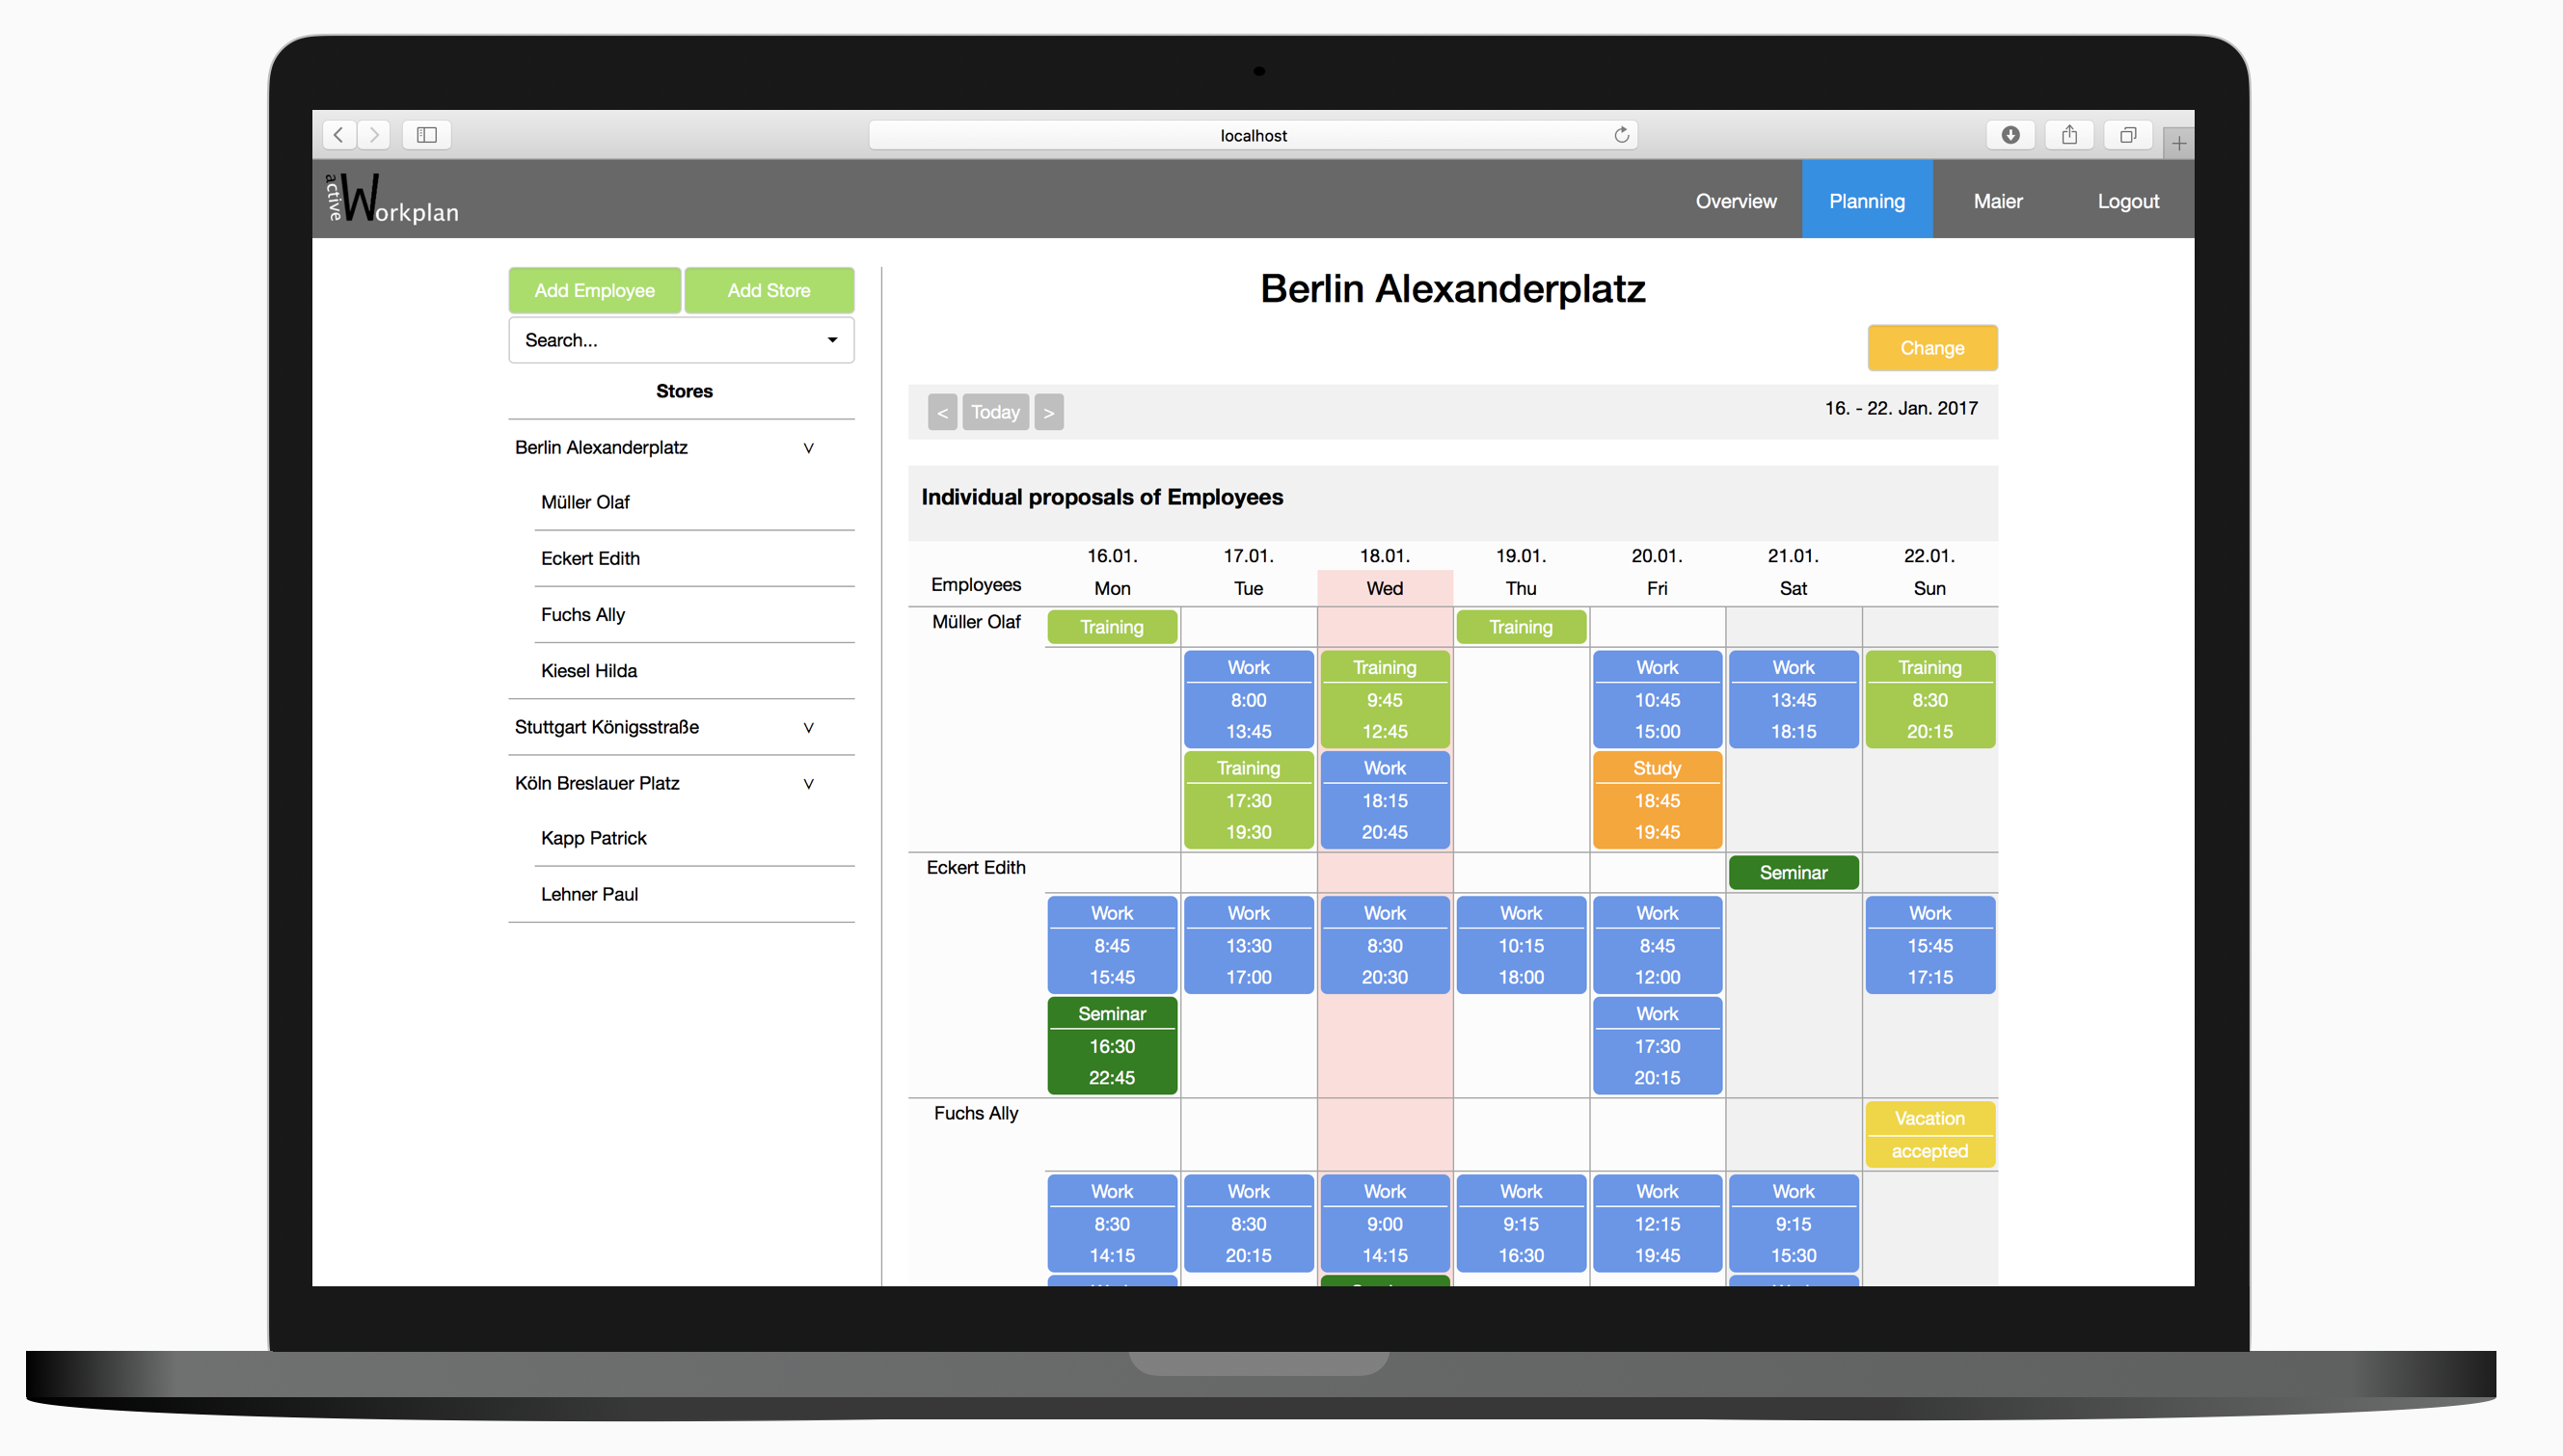 localhost
active Workplan
Overview Planning Maier Logout
Add Employee Add Store
Search...
Stores
Berlin Alexanderplatz v
Müller Olaf
Eckert Edith
Fuchs Ally
Kiesel Hilda
Stuttgart Königsstraße v
Köln Breslauer Platz v
Kapp Patrick
Lehner Paul
Berlin Alexanderplatz
Change
< Today > 16. - 22. Jan. 2017
Individual proposals of Employees
16.01. 17.01. 18.01. 19.01. 20.01. 21.01. 22.01.
Employees Mon Tue Wed Thu Fri Sat Sun
Müller Olaf Training Training
Work Training Work Work Training
8:00 9:45 10:45 13:45 8:30
13:45 12:45 15:00 18:15 20:15
Training Work Study
17:30 18:15 18:45
19:30 20:45 19:45
Eckert Edith Seminar
Work Work Work Work Work Work
8:45 13:30 8:30 10:15 8:45 15:45
15:45 17:00 20:30 18:00 12:00 17:15
Seminar Work
16:30 17:30
22:45 20:15
Fuchs Ally Vacation
accepted
Work Work Work Work Work Work
8:30 8:30 9:00 9:15 12:15 9:15
14:15 20:15 14:15 16:30 19:45 15:30